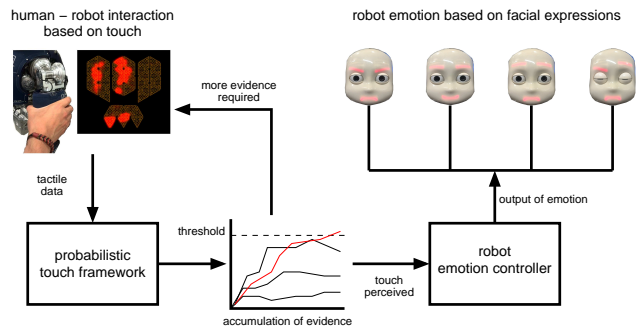 human – robot interaction
based on touch
robot emotion based on facial expressions
more evidence
required
tactile
data
output of emotion
threshold
probabilistic
touch framework
robot
emotion controller
touch
perceived
accumulation of evidence